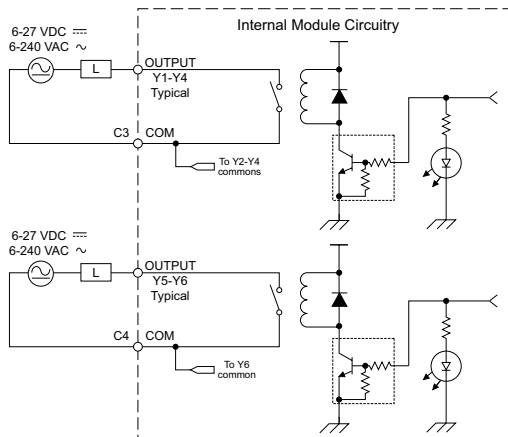 Internal Module Circuitry
6-27 VDC ⎓
6-240 VAC ∿
L
OUTPUT
Y1-Y4
Typical
C3
COM
To Y2-Y4
commons
6-27 VDC ⎓
6-240 VAC ∿
L
OUTPUT
Y5-Y6
Typical
C4
COM
To Y6
common